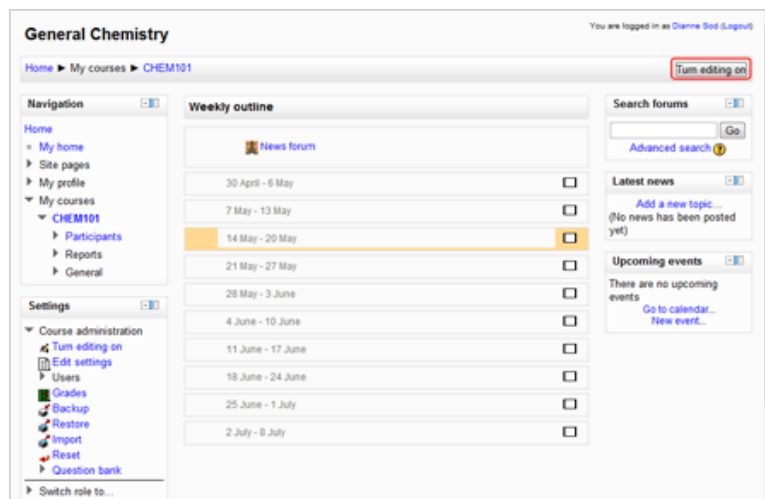 General Chemistry
You are logged in as Dianne Sod (Logout)
Home ► My courses ► CHEM101
Turn editing on
Navigation
Home
My home
Site pages
My profile
My courses
CHEM101
Participants
Reports
General
Settings
Course administration
Turn editing on
Edit settings
Users
Grades
Backup
Restore
Import
Reset
Question bank
Switch role to...
Weekly outline
News forum
30 April - 6 May
7 May - 13 May
14 May - 20 May
21 May - 27 May
28 May - 3 June
4 June - 10 June
11 June - 17 June
18 June - 24 June
25 June - 1 July
2 July - 8 July
Search forums
Go
Advanced search ?
Latest news
Add a new topic...
(No news has been posted
yet)
Upcoming events
There are no upcoming
events
Go to calendar...
New event...